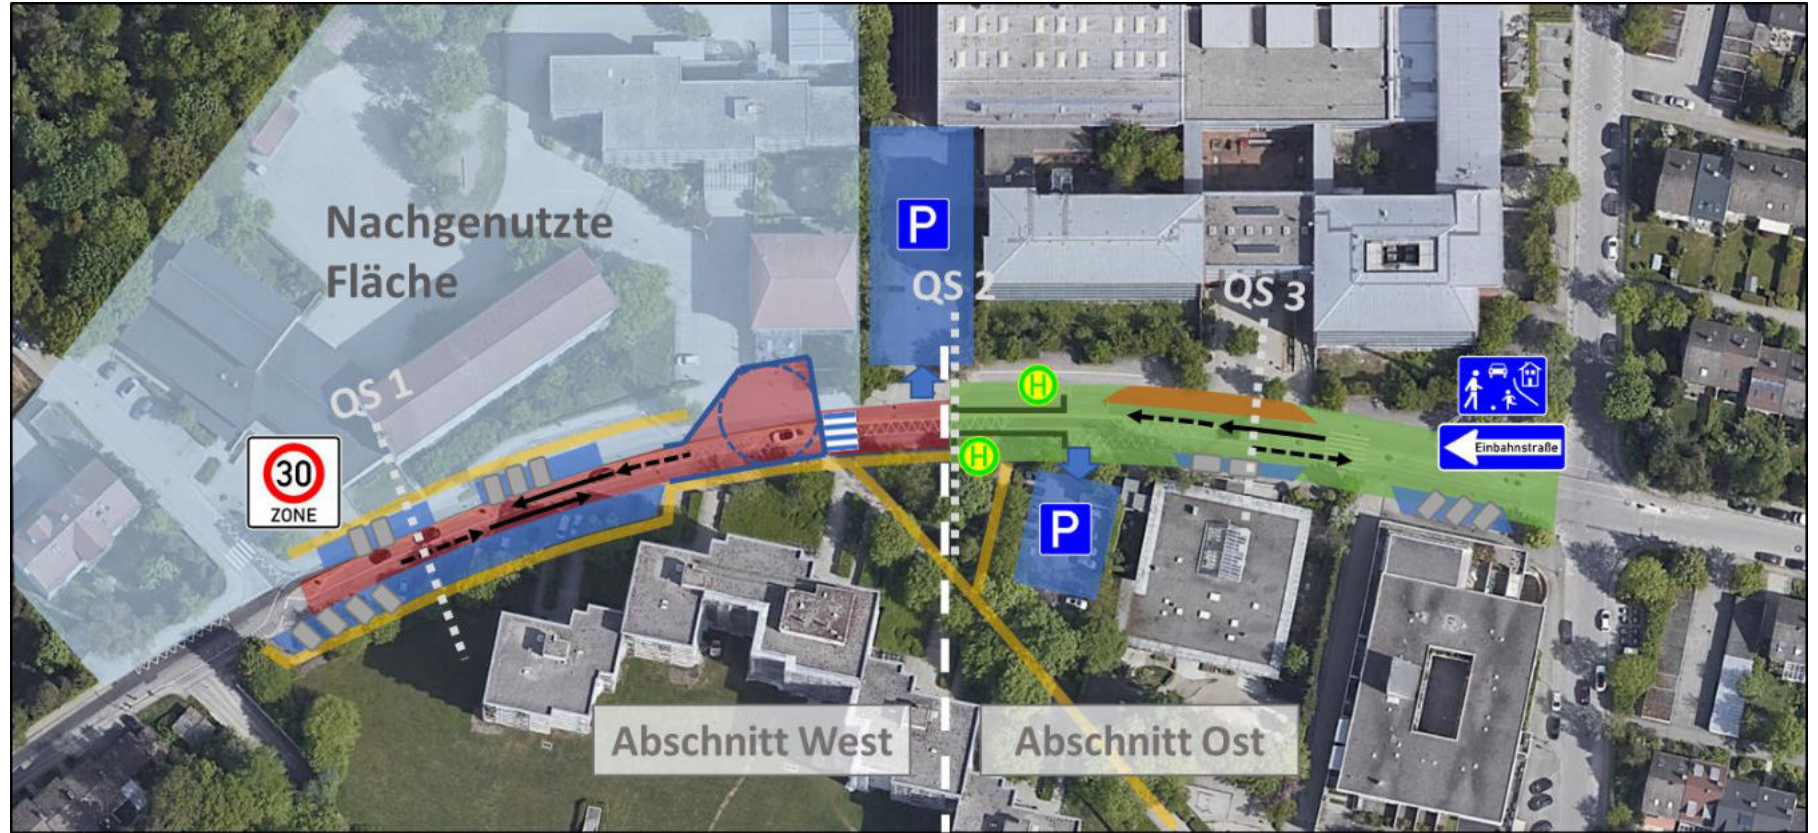 Nachgenutzte
Fläche
P
QS 2
QS 3
QS 1
H
Einbahnstraße
30
ZONE
H
P
Abschnitt West
Abschnitt Ost